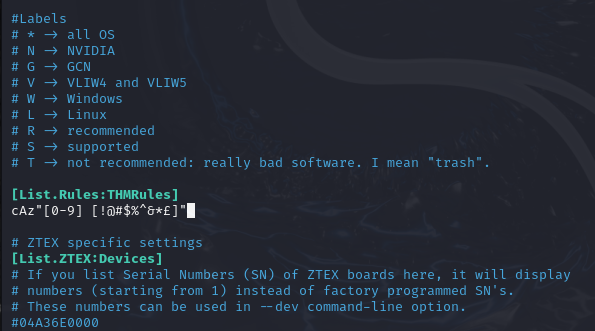 #Labels
# * -> all OS
# N -> NVIDIA
# G -> GCN
# V -> VLIW4 and VLIW5
# W -> Windows
# L -> Linux
# R -> recommended
# S -> supported
# T -> not recommended: really bad software. I mean "trash".
[List.Rules:THMRules]
cAz"[0-9] [!@#$%^&*£]"
# ZTEX specific settings
[List.ZTEX:Devices]
# If you list Serial Numbers (SN) of ZTEX boards here, it will display
# numbers (starting from 1) instead of factory programmed SN's.
# These numbers can be used in --dev command-line option.
#04A36E0000